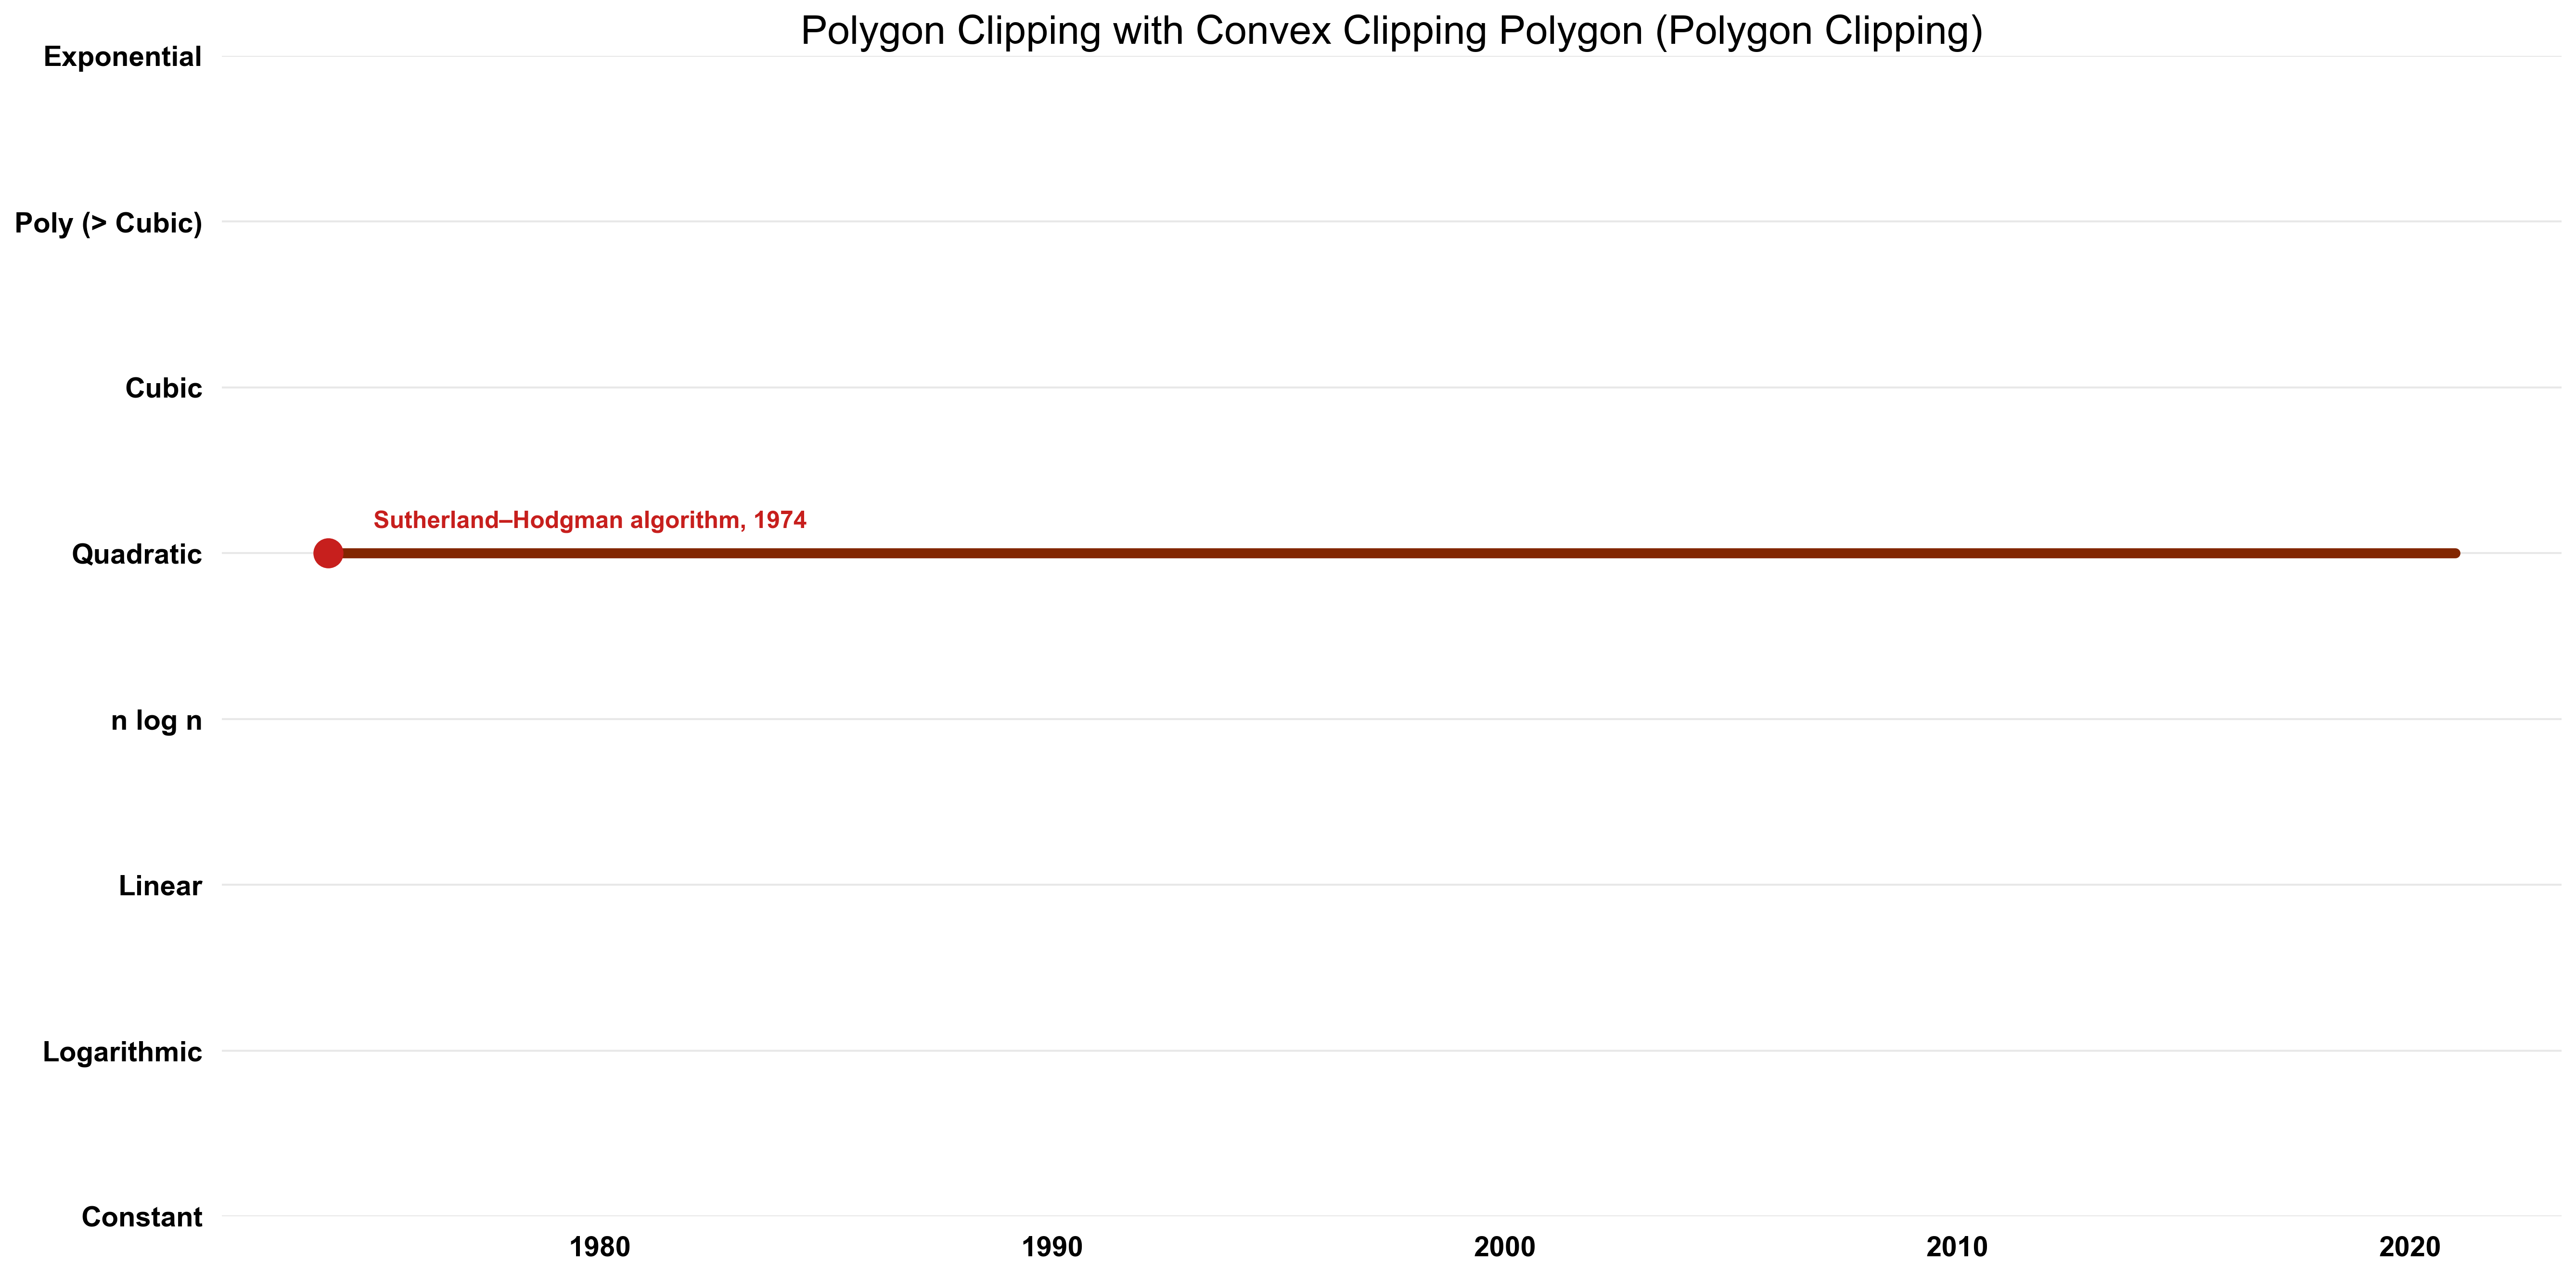 Polygon Clipping with Convex Clipping Polygon (Polygon Clipping)
Exponential
Poly (> Cubic)
Cubic
Sutherland–Hodgman algorithm, 1974
Quadratic
n log n
Linear
Logarithmic
Constant
1980 1990 2000 2010 2020